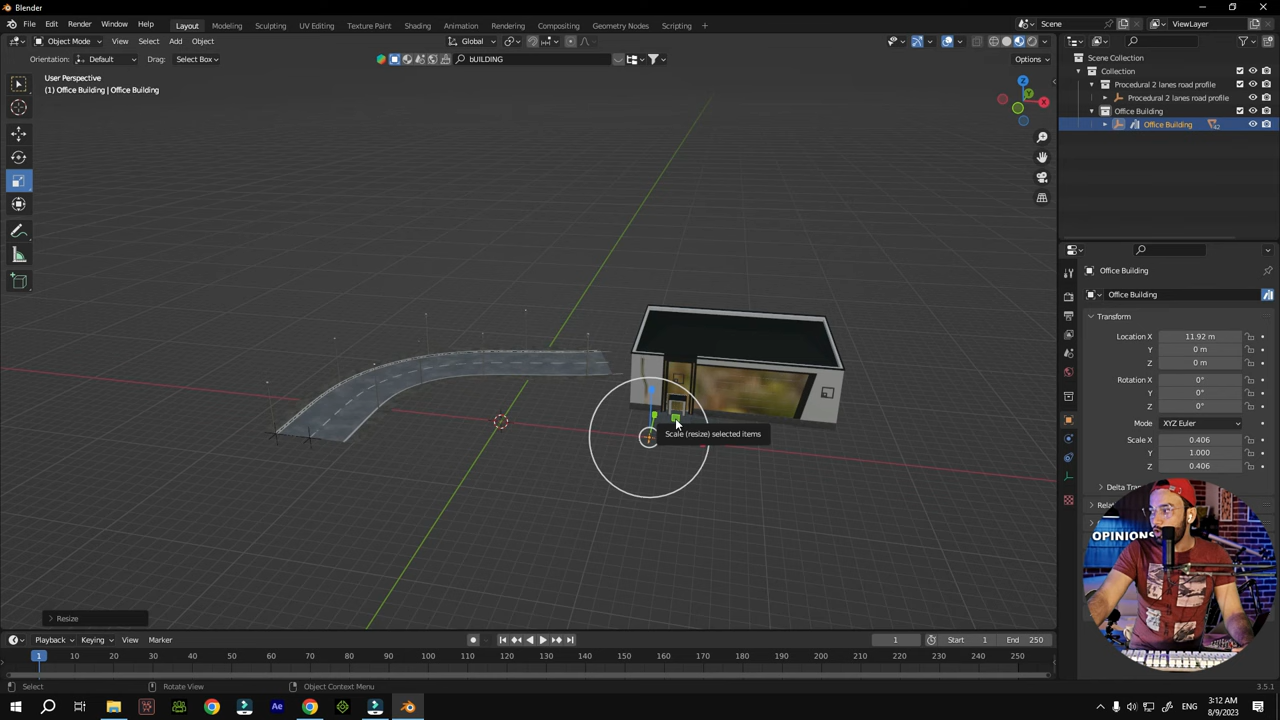 Blender
File Edit Render Window Help
Layout Modeling Sculpting UV Editing Texture Paint Shading Animation Rendering Compositing Geometry Nodes Scripting +
Scene
ViewLayer
Object Mode View Select Add Object
Global
Orientation: Default Drag: Select Box
bUILDING
Options
User Perspective
(1) Office Building | Office Building
Z
Y
X
Scene Collection
Collection
Procedural 2 lanes road profile
Procedural 2 lanes road profile
Office Building
Office Building
Office Building
Office Building
Transform
Location X 11.92 m
Y 0 m
Z 0 m
Rotation X 0°
Y 0°
Z 0°
Mode XYZ Euler
Scale X 0.406
Y 1.000
Z 0.406
Delta Tra
Rela
OPINIONS
Scale (resize) selected items
Resize
Playback Keying View Marker
1
Start 1
End 250
1 10 20 30 40 50 60 70 80 90 100 110 120 130 140 150 160 170 180 190 200 210 220 230 240 250
Select Rotate View Object Context Menu
3.5.1
Ae
ENG
3:12 AM
8/9/2023